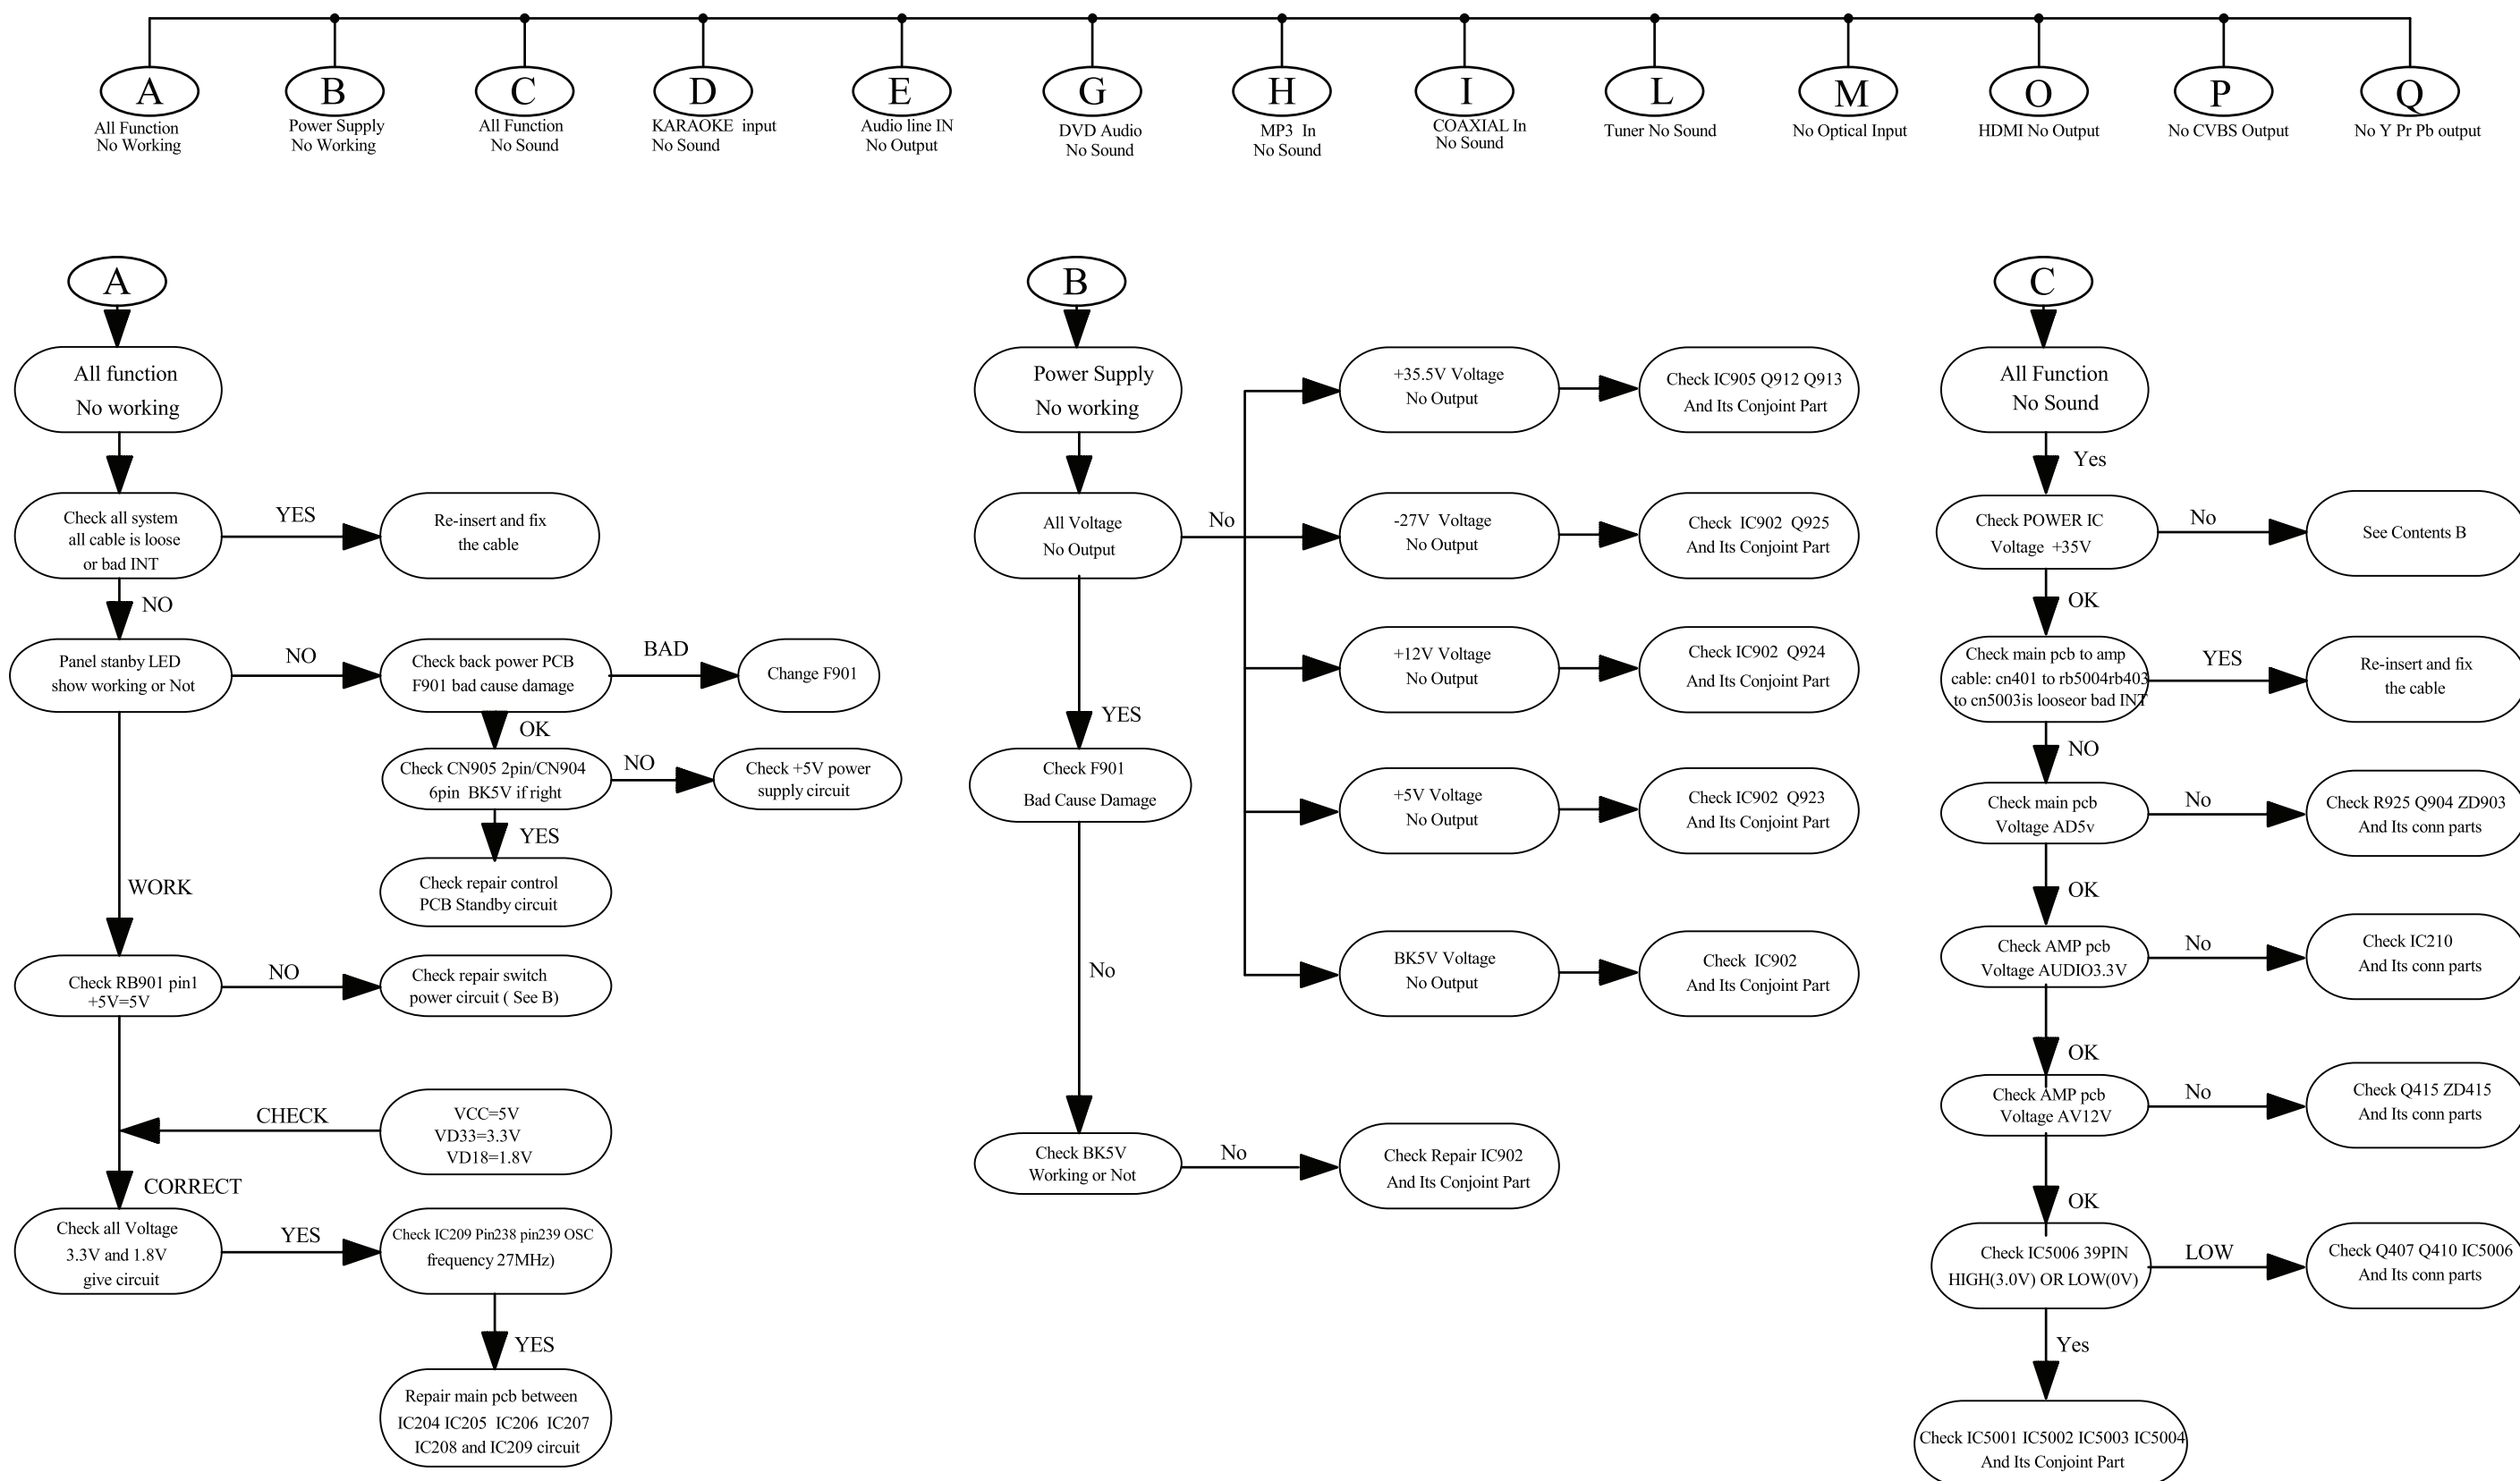 A
All Function
No Working
B
Power Supply
No Working
C
All Function
No Sound
D
KARAOKE input
No Sound
E
Audio line IN
No Output
G
DVD Audio
No Sound
H
MP3 In
No Sound
I
COAXIAL In
No Sound
L
Tuner No Sound
M
No Optical Input
O
HDMI No Output
P
No CVBS Output
Q
No Y Pr Pb output
A
All function
No working
Check all system
all cable is loose
or bad INT
YES
Re-insert and fix
the cable
NO
Panel stanby LED
show working or Not
NO
Check back power PCB
F901 bad cause damage
BAD
Change F901
OK
Check CN905 2pin/CN904
6pin BK5V if right
NO
Check +5V power
supply circuit
YES
Check repair control
PCB Standby circuit
WORK
Check RB901 pin1
+5V=5V
NO
Check repair switch
power circuit ( See B)
CHECK
VCC=5V
VD33=3.3V
VD18=1.8V
CORRECT
Check all Voltage
3.3V and 1.8V
give circuit
YES
Check IC209 Pin238 pin239 OSC
frequency 27MHz)
YES
Repair main pcb between
IC204 IC205 IC206 IC207
IC208 and IC209 circuit
B
Power Supply
No working
All Voltage
No Output
No
+35.5V Voltage
No Output
Check IC905 Q912 Q913
And Its Conjoint Part
-27V Voltage
No Output
Check IC902 Q925
And Its Conjoint Part
+12V Voltage
No Output
Check IC902 Q924
And Its Conjoint Part
+5V Voltage
No Output
Check IC902 Q923
And Its Conjoint Part
BK5V Voltage
No Output
Check IC902
And Its Conjoint Part
YES
Check F901
Bad Cause Damage
No
Check BK5V
Working or Not
No
Check Repair IC902
And Its Conjoint Part
C
All Function
No Sound
Yes
Check POWER IC
Voltage +35V
No
See Contents B
OK
Check main pcb to amp
cable: cn401 to rb5004rb403
to cn5003is looseor bad INT
YES
Re-insert and fix
the cable
NO
Check main pcb
Voltage AD5v
No
Check R925 Q904 ZD903
And Its conn parts
OK
Check AMP pcb
Voltage AUDIO3.3V
No
Check IC210
And Its conn parts
OK
Check AMP pcb
Voltage AV12V
No
Check Q415 ZD415
And Its conn parts
OK
Check IC5006 39PIN
HIGH(3.0V) OR LOW(0V)
LOW
Check Q407 Q410 IC5006
And Its conn parts
Yes
Check IC5001 IC5002 IC5003 IC5004
And Its Conjoint Part